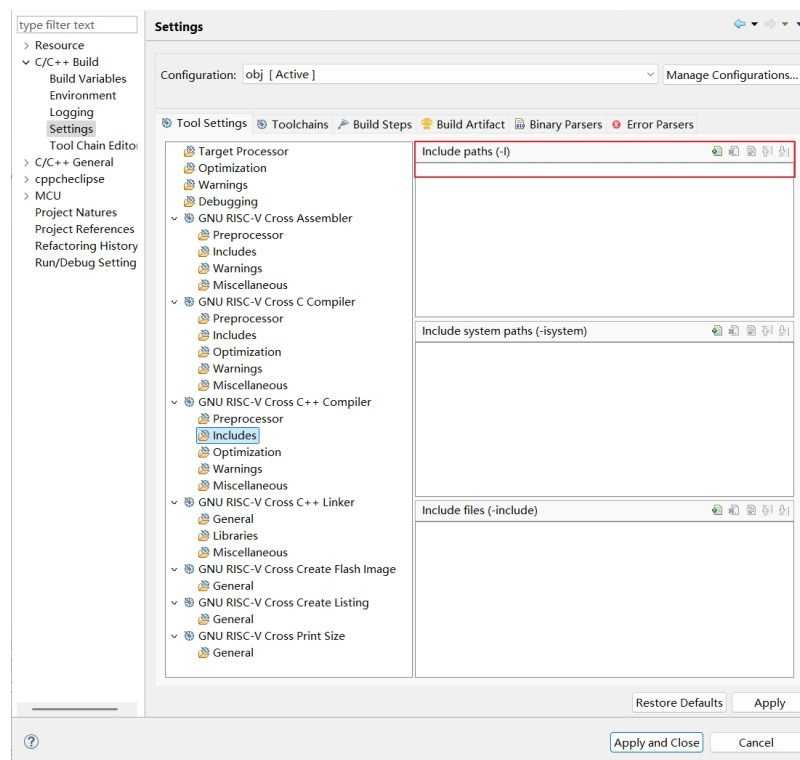 type filter text
Resource
C/C++ Build
Build Variables
Environment
Logging
Settings
Tool Chain Edito
C/C++ General
cppcheclipse
MCU
Project Natures
Project References
Refactoring History
Run/Debug Setting
Settings
Configuration: obj [ Active ] Manage Configurations...
Tool Settings Toolchains Build Steps Build Artifact Binary Parsers Error Parsers
Target Processor
Optimization
Warnings
Debugging
GNU RISC-V Cross Assembler
Preprocessor
Includes
Warnings
Miscellaneous
GNU RISC-V Cross C Compiler
Preprocessor
Includes
Optimization
Warnings
Miscellaneous
GNU RISC-V Cross C++ Compiler
Preprocessor
Includes
Optimization
Warnings
Miscellaneous
GNU RISC-V Cross C++ Linker
General
Libraries
Miscellaneous
GNU RISC-V Cross Create Flash Image
General
GNU RISC-V Cross Create Listing
General
GNU RISC-V Cross Print Size
General
Include paths (-I)
Include system paths (-isystem)
Include files (-include)
Restore Defaults Apply
Apply and Close Cancel